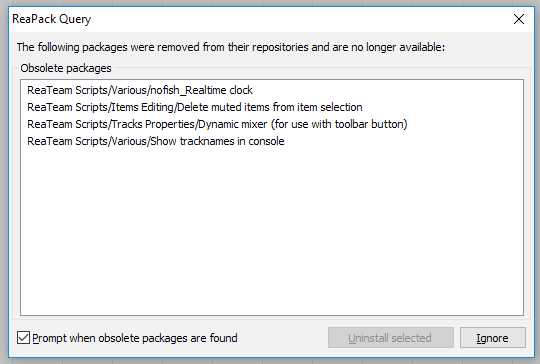 ReaPack Query
The following packages were removed from their repositories and are no longer available:
Obsolete packages
ReaTeam Scripts/Various/nofish_Realtime clock
ReaTeam Scripts/Items Editing/Delete muted items from item selection
ReaTeam Scripts/Tracks Properties/Dynamic mixer (for use with toolbar button)
ReaTeam Scripts/Various/Show tracknames in console
Prompt when obsolete packages are found
Uninstall selected
Ignore